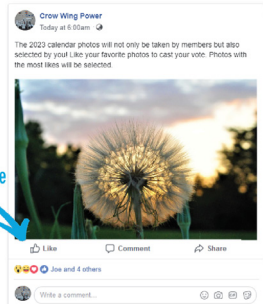 Crow Wing Power
Today at 6:00am
The 2023 calendar photos will not only be taken by members but also
selected by you! Like your favorite photos to cast your vote. Photos with
the most likes will be selected.
Like
Comment
Share
Joe and 4 others
Write a comment...